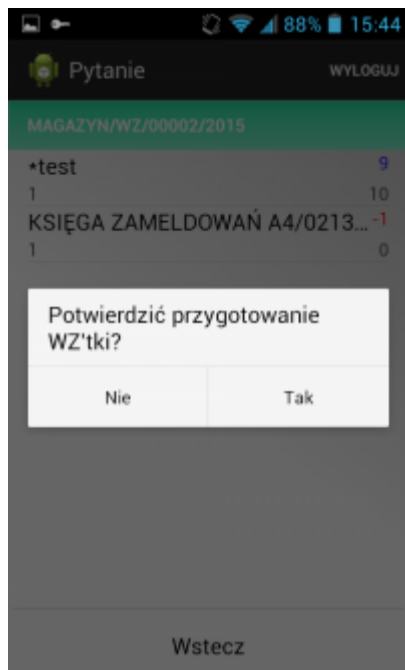 88% 15:44
Pytanie WYLOGUJ
MAGAZYN/WZ/00002/2015
*test 9
1 10
KSIĘGA ZAMELDOWAŃ A4/0213... -1
1 0
Potwierdzić przygotowanie
WZ'tki?
Nie Tak
Wstecz